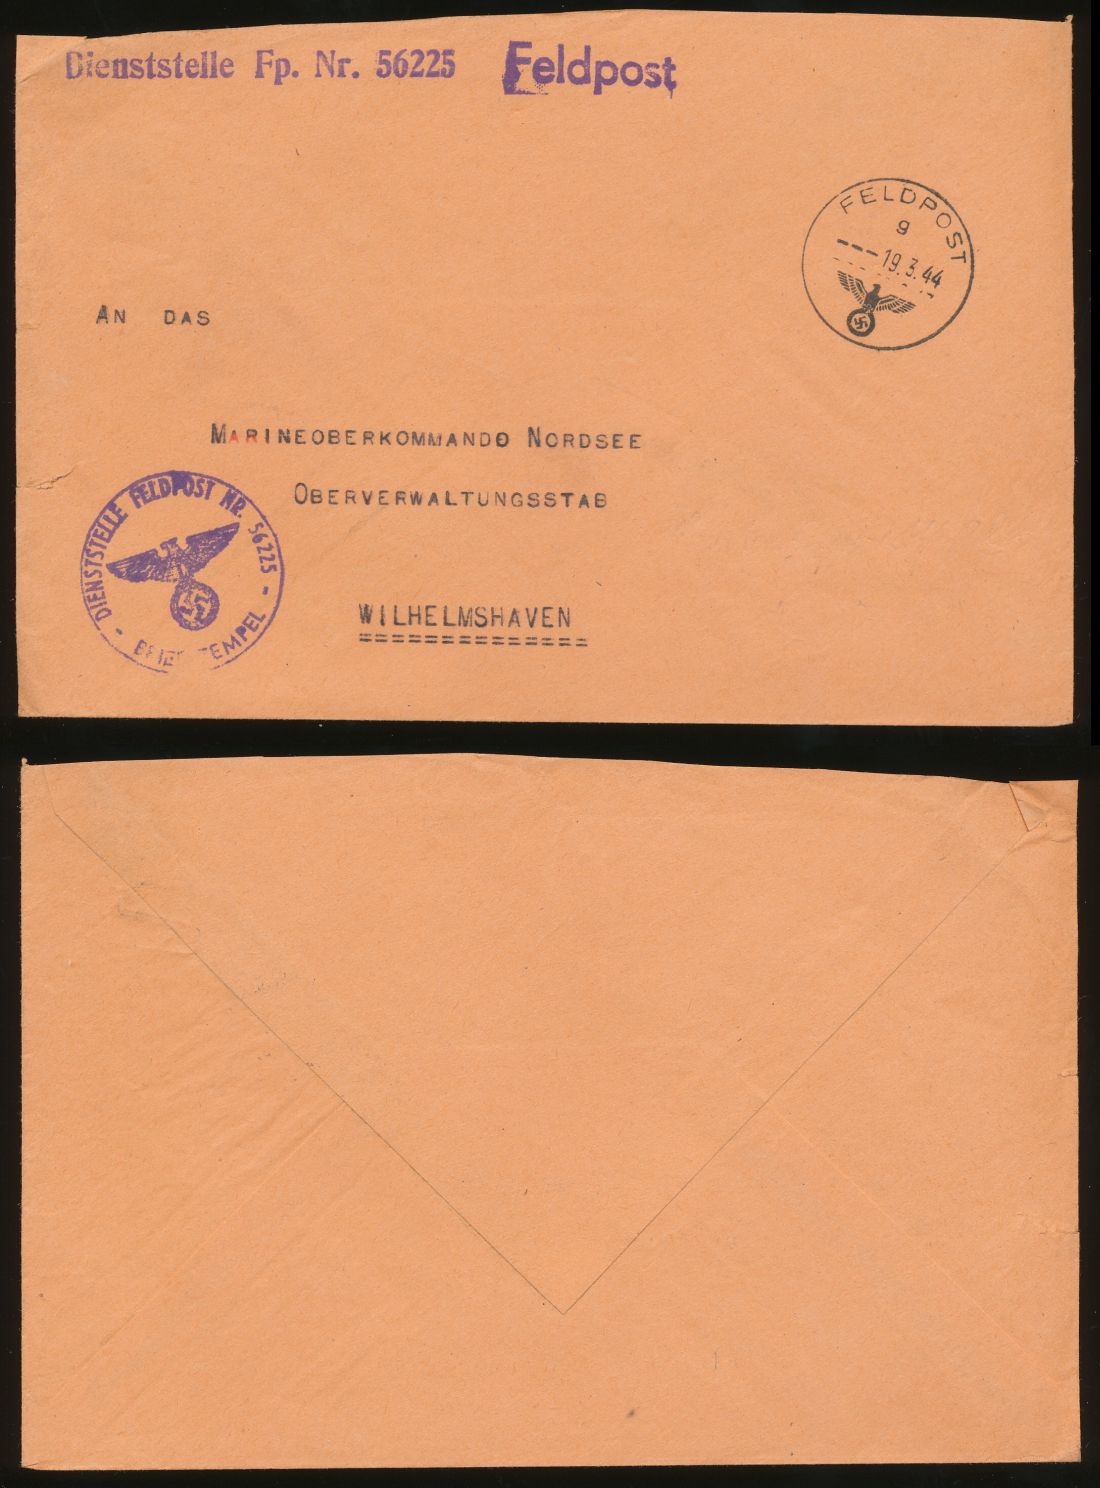 Dienststelle Fp. Nr. 56225 Feldpost
FELDPOST
g
19.3.44
AN DAS
MARINEOBERKOMMANDO NORDSEE
OBERVERWALTUNGSSTAB
WILHELMSHAVEN
DIENSTSTELLE FELDPOST NR. 56225